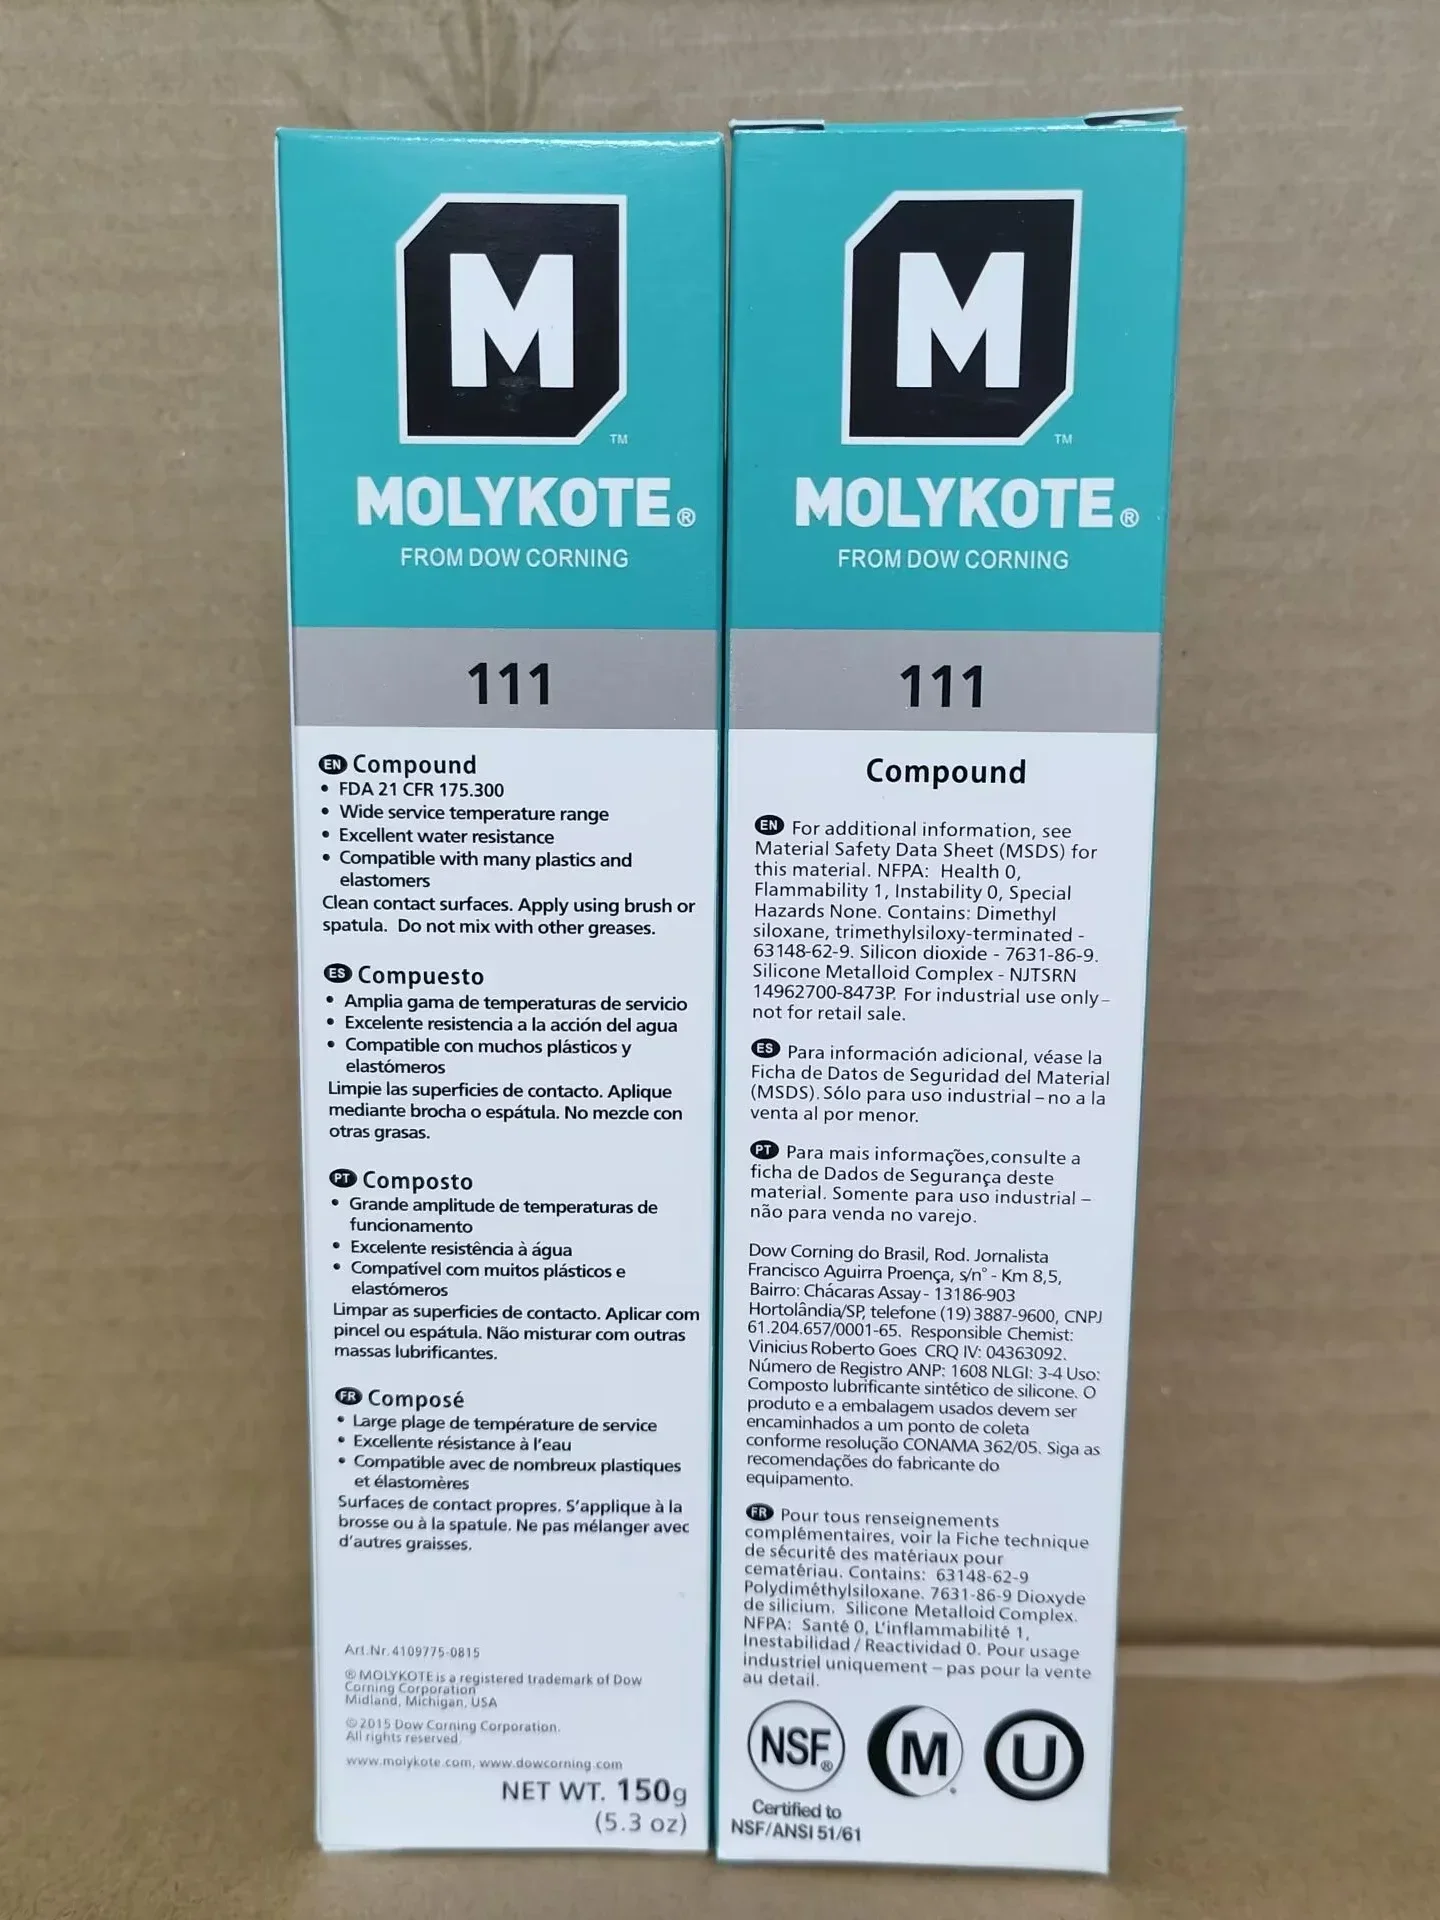 M
TM
MOLYKOTE®
FROM DOW CORNING
111
EN Compound
• FDA 21 CFR 175.300
• Wide service temperature range
• Excellent water resistance
• Compatible with many plastics and
elastomers
Clean contact surfaces. Apply using brush or
spatula. Do not mix with other greases.
ES Compuesto
• Amplia gama de temperaturas de servicio
• Excelente resistencia a la acción del agua
• Compatible con muchos plásticos y
elastómeros
Limpie las superficies de contacto. Aplique
mediante brocha o espátula. No mezcle con
otras grasas.
PT Composto
• Grande amplitude de temperaturas de
funcionamento
• Excelente resistência à água
• Compatível com muitos plásticos e
elastómeros
Limpar as superficies de contacto. Aplicar com
pincel ou espátula. Não misturar com outras
massas lubrificantes.
FR Composé
• Large plage de température de service
• Excellente résistance à l'eau
• Compatible avec de nombreux plastiques
et élastomères
Surfaces de contact propres. S'applique à la
brosse ou à la spatule. Ne pas mélanger avec
d'autres graisses.
Art.Nr. 4109775-0815
® MOLYKOTE is a registered trademark of Dow
Corning Corporation
Midland, Michigan, USA
© 2015 Dow Corning Corporation.
All rights reserved
www.molykote.com, www.dowcorning.com
NET WT. 150g
(5.3 oz)
M
TM
MOLYKOTE®
FROM DOW CORNING
111
Compound
EN For additional information, see
Material Safety Data Sheet (MSDS) for
this material. NFPA: Health 0,
Flammability 1, Instability 0, Special
Hazards None. Contains: Dimethyl
siloxane, trimethylsiloxy-terminated -
63148-62-9. Silicon dioxide - 7631-86-9.
Silicone Metalloid Complex - NJTSRN
14962700-8473P. For industrial use only–
not for retail sale.
ES Para información adicional, véase la
Ficha de Datos de Seguridad del Material
(MSDS). Sólo para uso industrial – no a la
venta al por menor.
PT Para mais informações,consulte a
ficha de Dados de Segurança deste
material. Somente para uso industrial –
não para venda no varejo.
Dow Corning do Brasil, Rod. Jornalista
Francisco Aguirra Proença, s/n° - Km 8,5,
Bairro: Chácaras Assay - 13186-903
Hortolândia/SP, telefone (19) 3887-9600, CNPJ
61.204.657/0001-65. Responsible Chemist:
Vinicius Roberto Goes CRQ IV: 04363092.
Número de Registro ANP: 1608 NLGI: 3-4 Uso:
Composto lubrificante sintético de silicone. O
produto e a embalagem usados devem ser
encaminhados a um ponto de coleta
conforme resolução CONAMA 362/05. Siga as
recomendações do fabricante do
equipamento.
FR Pour tous renseignements
complémentaires, voir la Fiche technique
de sécurité des matériaux pour
cematériau. Contains: 63148-62-9
Polydiméthylsiloxane. 7631-86-9 Dioxyde
de silicium. Silicone Metalloid Complex.
NFPA: Santé 0, L'inflammabilité 1,
Inestabilidad / Reactividad 0. Pour usage
industriel uniquement – pas pour la vente
au detail.
NSF® M® U
Certified to
NSF/ANSI 51/61